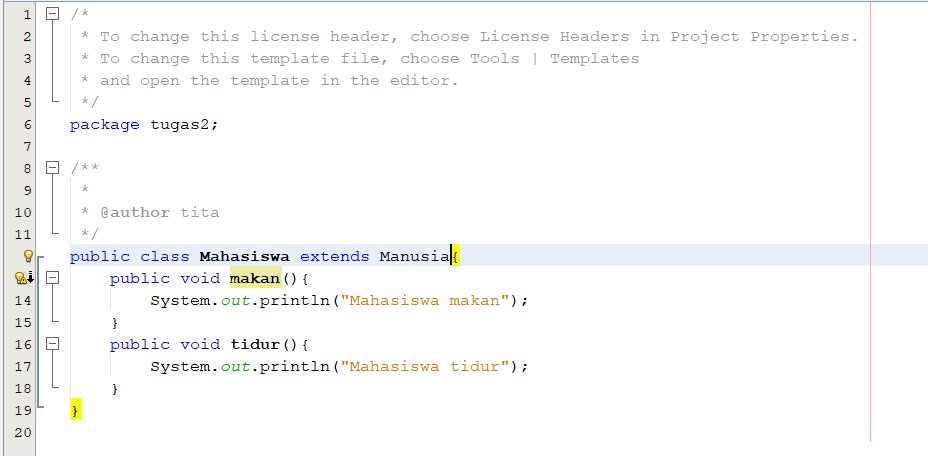 1 /*
2 * To change this license header, choose License Headers in Project Properties.
3 * To change this template file, choose Tools | Templates
4 * and open the template in the editor.
5 */
6 package tugas2;
7
8 /**
9 *
10 * @author tita
11 */
public class Mahasiswa extends Manusia{
public void makan(){
14 System.out.println("Mahasiswa makan");
15 }
16 public void tidur(){
17 System.out.println("Mahasiswa tidur");
18 }
19 }
20